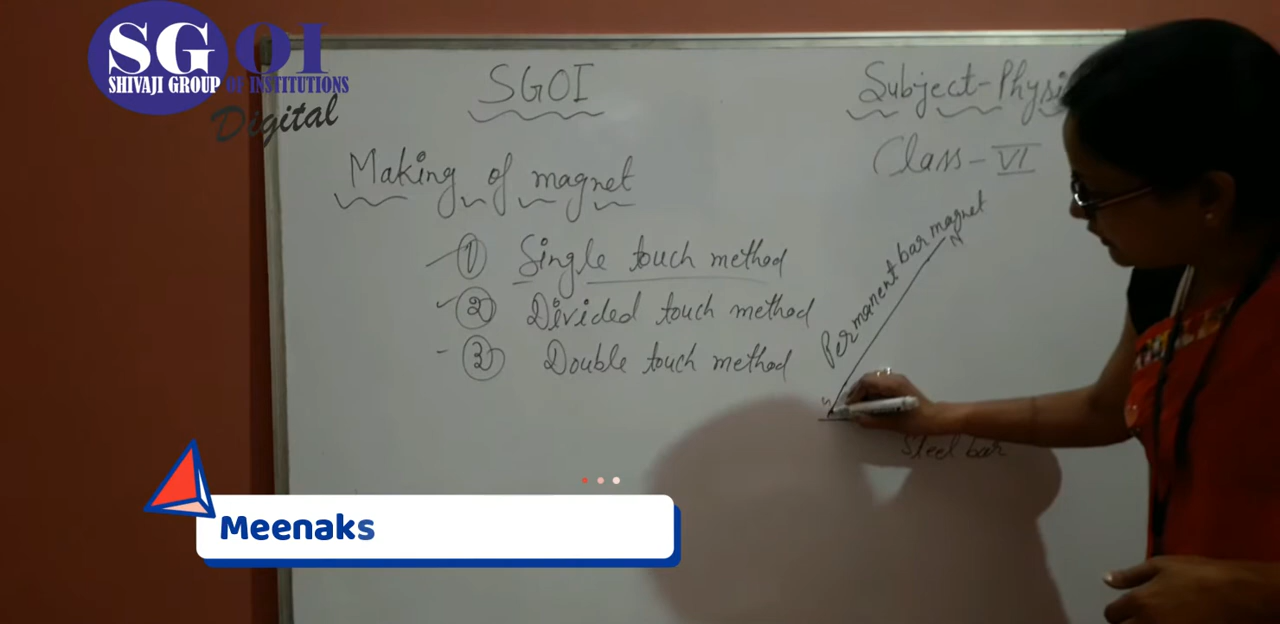 SGOI
SHIVAJI GROUP OF INSTITUTIONS
Digital
SGOI
Subject-Physi
Class-VI
Making of magnet
① Single touch method
② Divided touch method
③ Double touch method
Permanent bar magnet
N
S
Steel bar
Meenaks